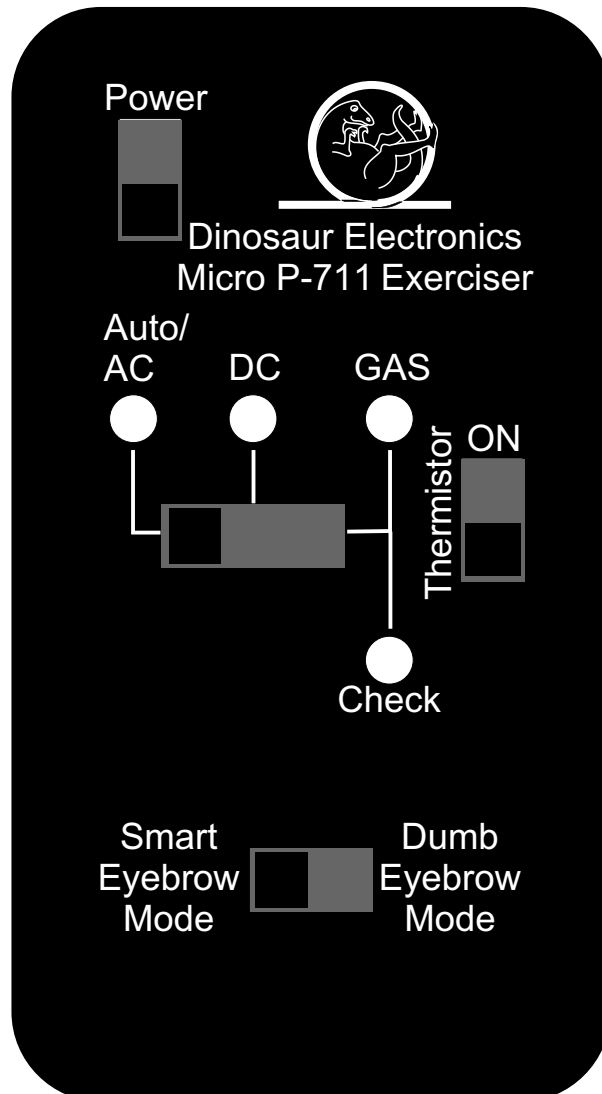 Power
Dinosaur Electronics
Micro P-711 Exerciser
Auto/
AC
DC
GAS
ON
Thermistor
Check
Smart
Eyebrow
Mode
Dumb
Eyebrow
Mode